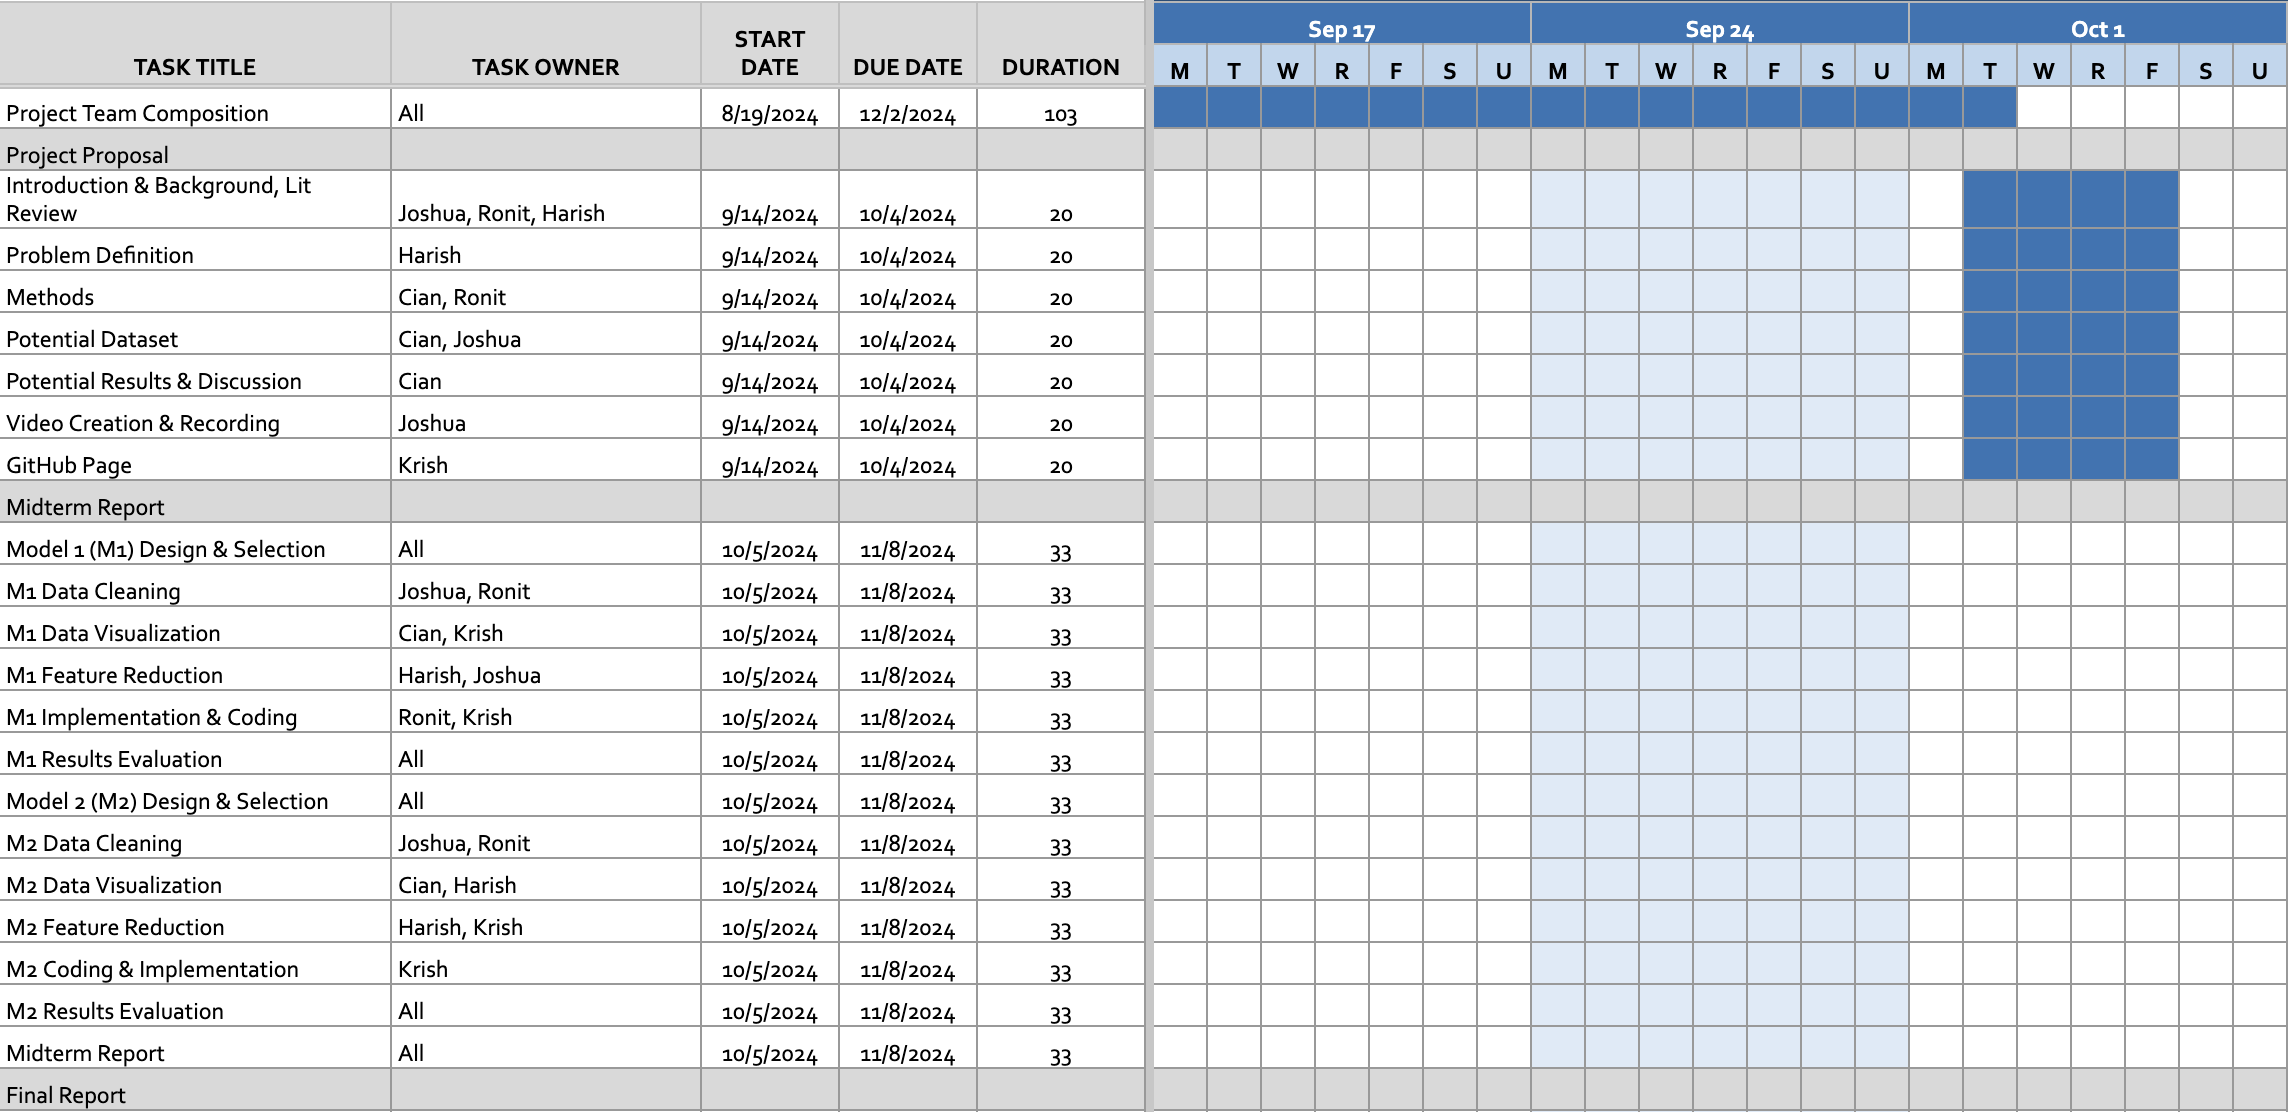 TASK TITLE TASK OWNER START DATE DUE DATE DURATION Sep 17 Sep 24 Oct 1
M T W R F S U M T W R F S U M T W R F S U
Project Team Composition All 8/19/2024 12/2/2024 103
Project Proposal
Introduction & Background, Lit
Review Joshua, Ronit, Harish 9/14/2024 10/4/2024 20
Problem Definition Harish 9/14/2024 10/4/2024 20
Methods Cian, Ronit 9/14/2024 10/4/2024 20
Potential Dataset Cian, Joshua 9/14/2024 10/4/2024 20
Potential Results & Discussion Cian 9/14/2024 10/4/2024 20
Video Creation & Recording Joshua 9/14/2024 10/4/2024 20
GitHub Page Krish 9/14/2024 10/4/2024 20
Midterm Report
Model 1 (M1) Design & Selection All 10/5/2024 11/8/2024 33
M1 Data Cleaning Joshua, Ronit 10/5/2024 11/8/2024 33
M1 Data Visualization Cian, Krish 10/5/2024 11/8/2024 33
M1 Feature Reduction Harish, Joshua 10/5/2024 11/8/2024 33
M1 Implementation & Coding Ronit, Krish 10/5/2024 11/8/2024 33
M1 Results Evaluation All 10/5/2024 11/8/2024 33
Model 2 (M2) Design & Selection All 10/5/2024 11/8/2024 33
M2 Data Cleaning Joshua, Ronit 10/5/2024 11/8/2024 33
M2 Data Visualization Cian, Harish 10/5/2024 11/8/2024 33
M2 Feature Reduction Harish, Krish 10/5/2024 11/8/2024 33
M2 Coding & Implementation Krish 10/5/2024 11/8/2024 33
M2 Results Evaluation All 10/5/2024 11/8/2024 33
Midterm Report All 10/5/2024 11/8/2024 33
Final Report